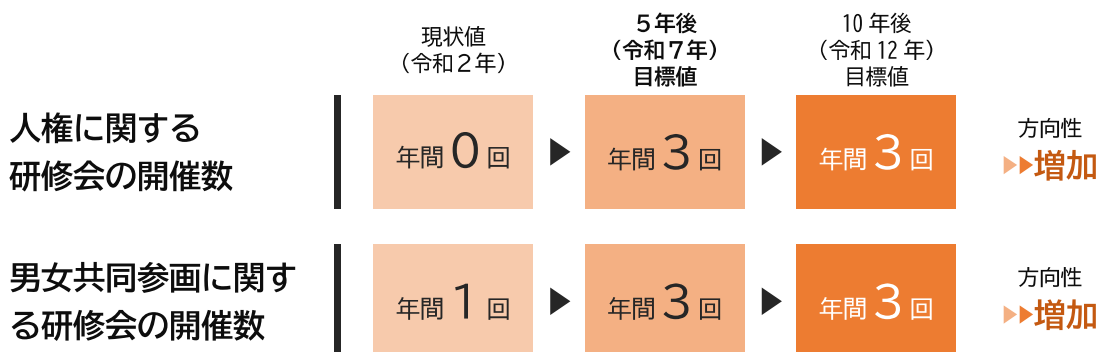 現状値
（令和２年）
５年後
（令和７年）
目標値
10 年後
（令和 12 年）
目標値
人権に関する
研修会の開催数
年間 0 回
年間 3 回
年間 3 回
方向性
増加
男女共同参画に関す
る研修会の開催数
年間 1 回
年間 3 回
年間 3 回
方向性
増加